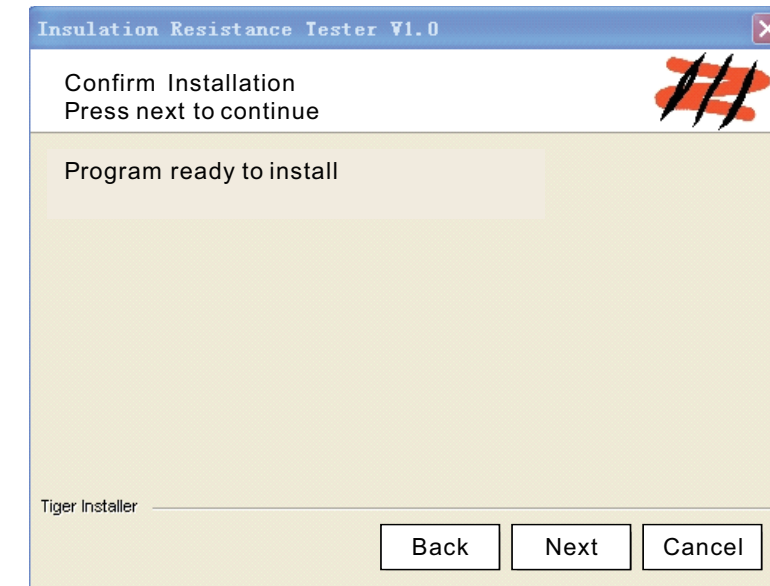 Insulation Resistance Tester V1.0
Confirm Installation
Press next to continue
Program ready to install
Tiger Installer
Back
Next
Cancel